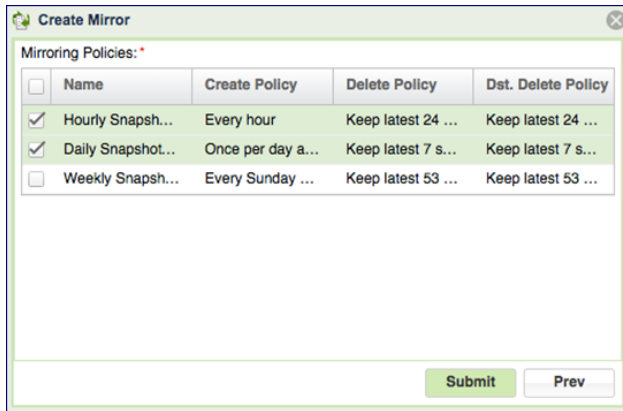 Create Mirror
Mirroring Policies:*
Name Create Policy Delete Policy Dst. Delete Policy
Hourly Snapsh... Every hour Keep latest 24 ... Keep latest 24 ...
Daily Snapshot... Once per day a... Keep latest 7 s... Keep latest 7 s...
Weekly Snapsh... Every Sunday ... Keep latest 53 ... Keep latest 53 ...
Submit Prev